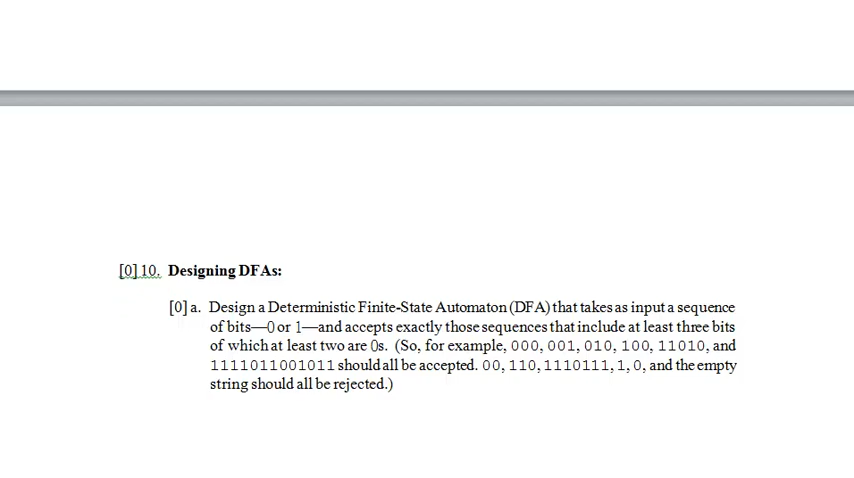 [0] 10. Designing DFAs:
[0] a. Design a Deterministic Finite-State Automaton (DFA) that takes as input a sequence
of bits—0 or 1—and accepts exactly those sequences that include at least three bits
of which at least two are 0s. (So, for example, 000, 001, 010, 100, 11010, and
1111011001011 should all be accepted. 00, 110, 1110111, 1, 0, and the empty
string should all be rejected.)